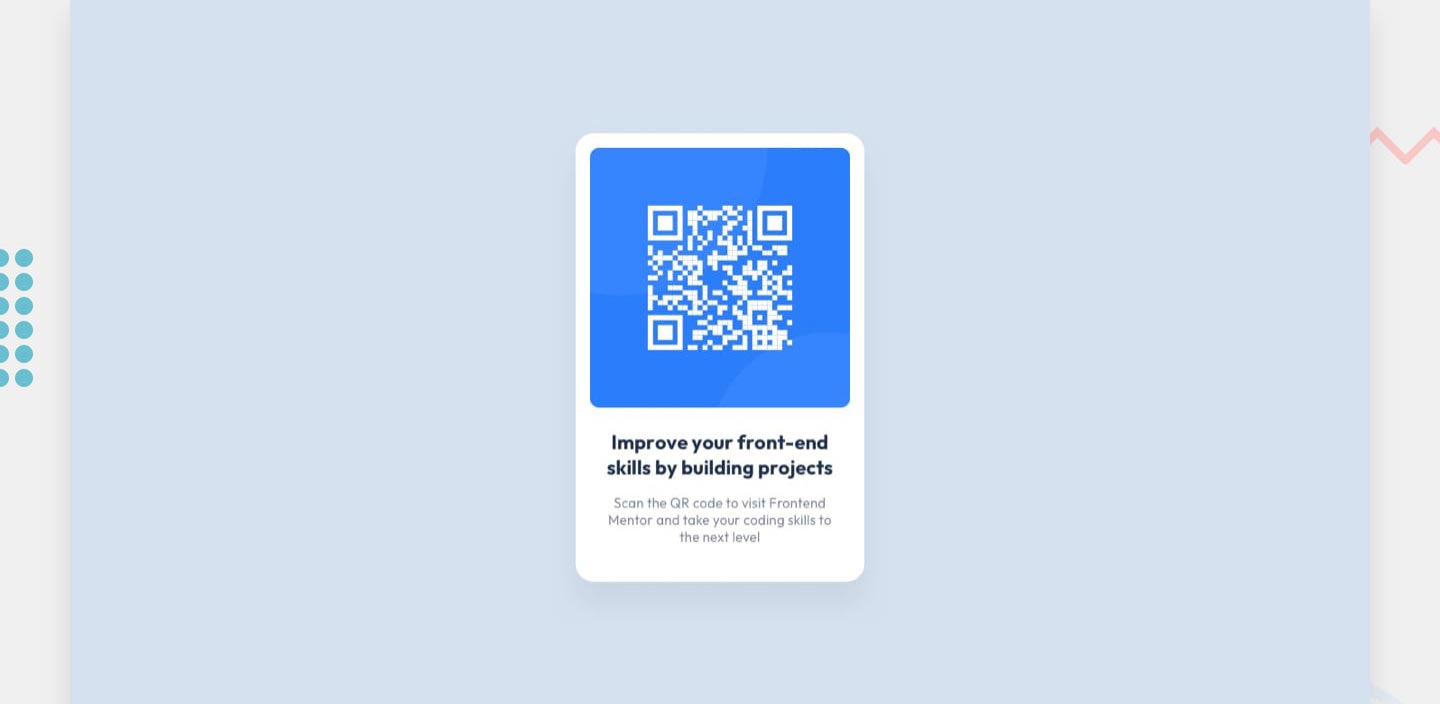 Improve your front-end
skills by building projects
Scan the QR code to visit Frontend
Mentor and take your coding skills to
the next level